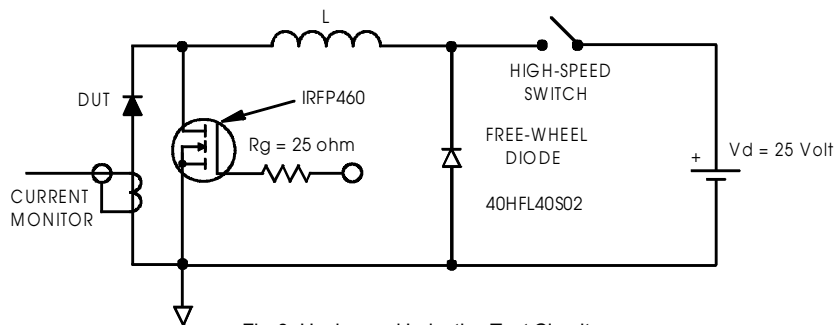 L
HIGH-SPEED
SWITCH
DUT
IRFP460
Rg = 25 ohm
FREE-WHEEL
DIODE
+
Vd = 25 Volt
40HFL40S02
CURRENT
MONITOR